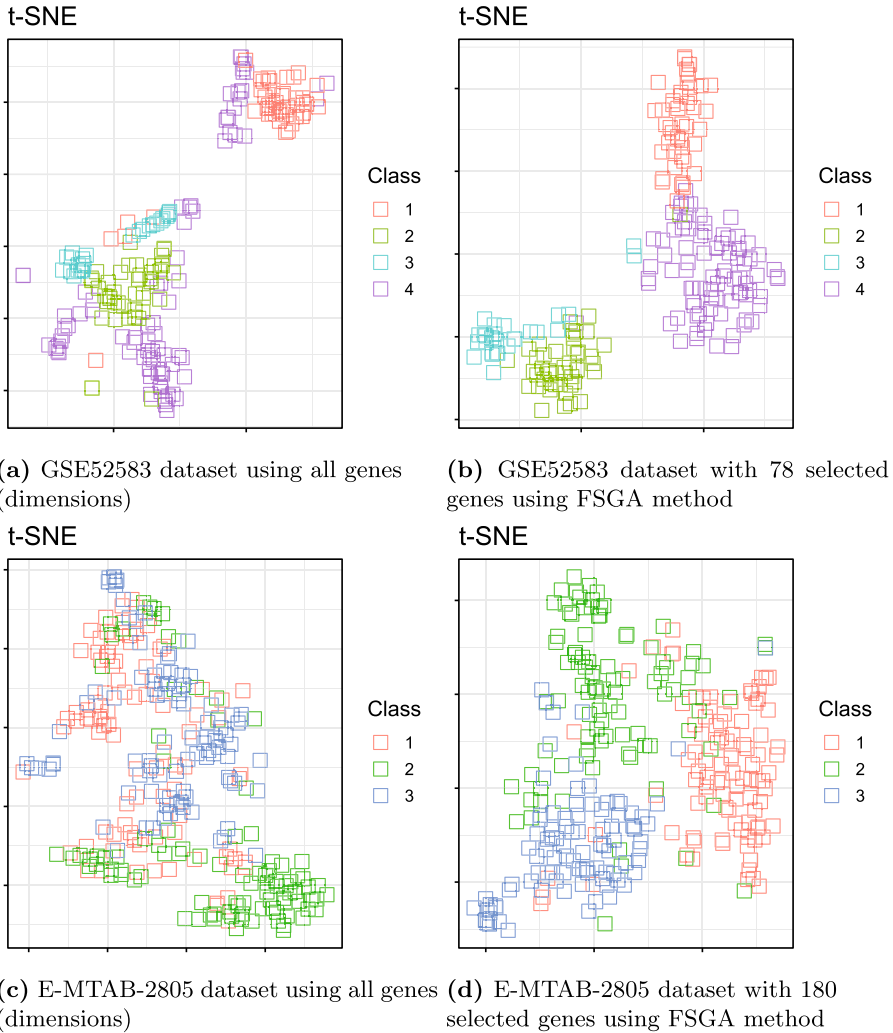 t-SNE
Class
1
2
3
4
(a) GSE52583 dataset using all genes
(dimensions)
t-SNE
Class
1
2
3
4
(b) GSE52583 dataset with 78 selected
genes using FSGA method
t-SNE
Class
1
2
3
(c) E-MTAB-2805 dataset using all genes
(dimensions)
t-SNE
Class
1
2
3
(d) E-MTAB-2805 dataset with 180
selected genes using FSGA method